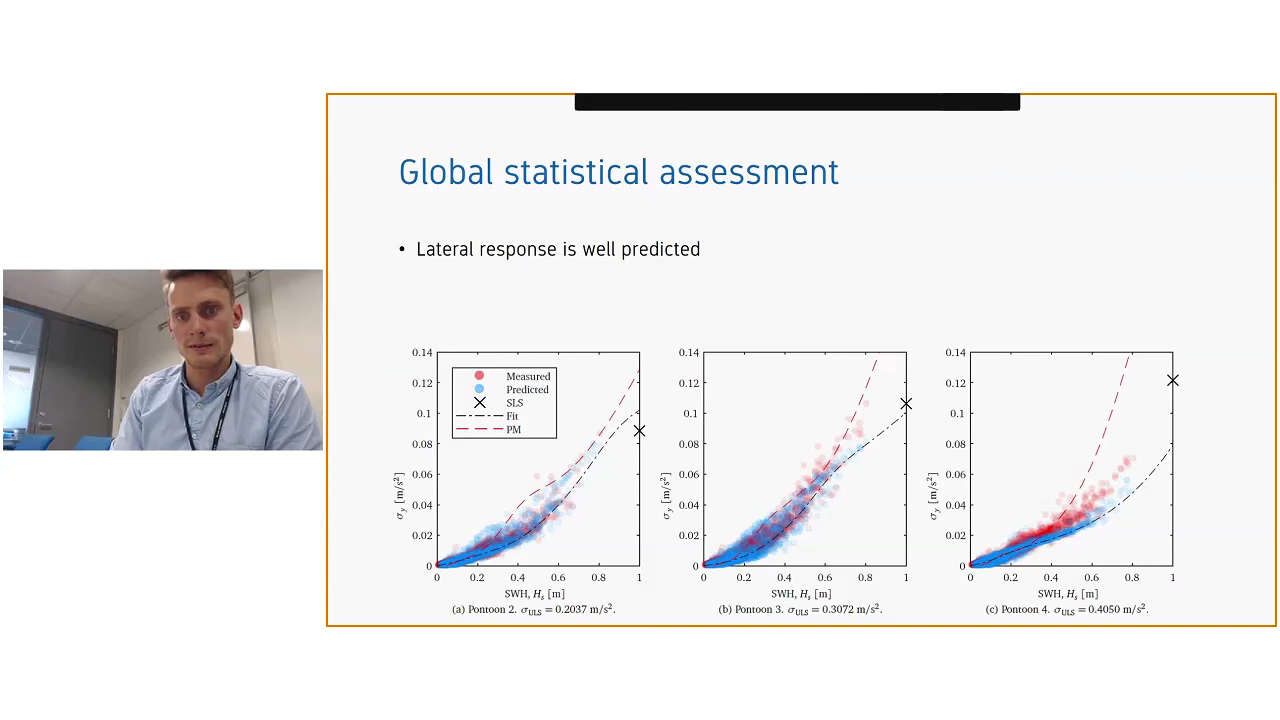 Global statistical assessment
• Lateral response is well predicted
0.14
0.12
0.1
0.08
0.06
0.04
0.02
0
σy [m/s²]
Measured
Predicted
SLS
Fit
PM
0 0.2 0.4 0.6 0.8 1
SWH, Hs [m]
(a) Pontoon 2. σULS = 0.2037 m/s².
0.14
0.12
0.1
0.08
0.06
0.04
0.02
0
σy [m/s²]
0 0.2 0.4 0.6 0.8 1
SWH, Hs [m]
(b) Pontoon 3. σULS = 0.3072 m/s².
0.14
0.12
0.1
0.08
0.06
0.04
0.02
0
σy [m/s²]
0 0.2 0.4 0.6 0.8 1
SWH, Hs [m]
(c) Pontoon 4. σULS = 0.4050 m/s².